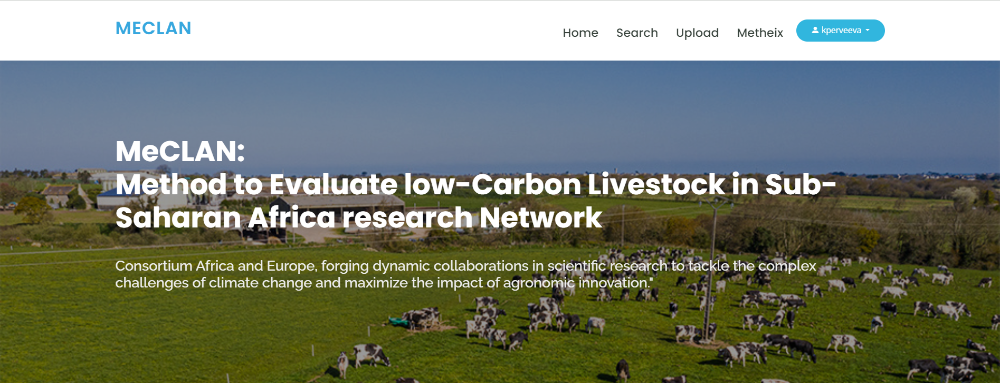 MECLAN
Home Search Upload Metheix kperveeva
MeCLAN:
Method to Evaluate low-Carbon Livestock in Sub-
Saharan Africa research Network
Consortium Africa and Europe, forging dynamic collaborations in scientific research to tackle the complex
challenges of climate change and maximize the impact of agronomic innovation."